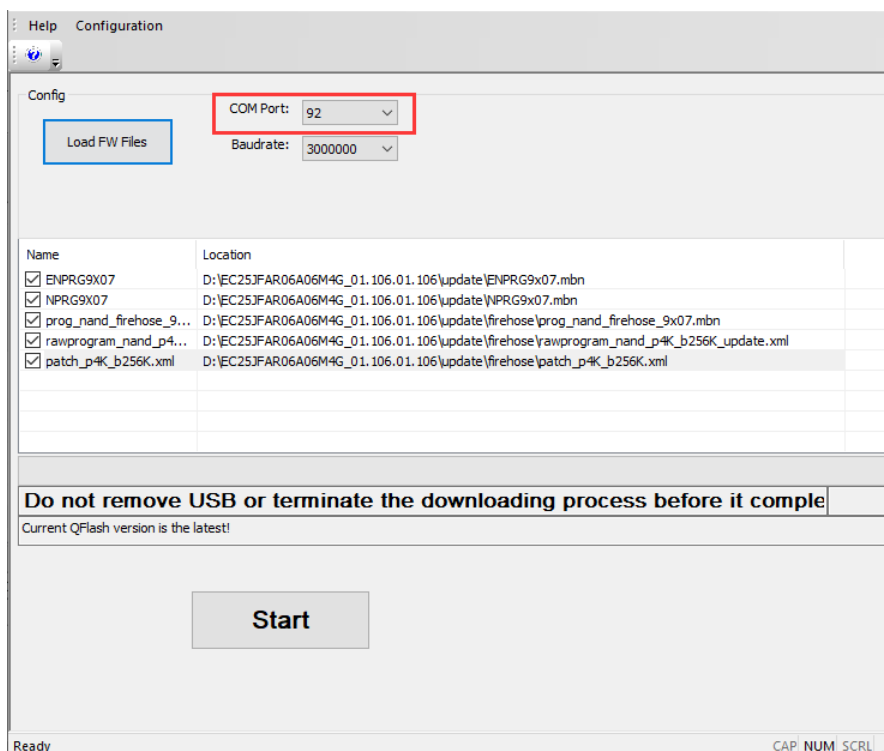 Help Configuration
Config
COM Port: 92
Load FW Files
Baudrate: 3000000
Name Location
ENPRG9X07 D:\EC25JFAR06A06M4G_01.106.01.106\update\ENPRG9x07.mbn
NPRG9X07 D:\EC25JFAR06A06M4G_01.106.01.106\update\NPRG9x07.mbn
prog_nand_firehose_9... D:\EC25JFAR06A06M4G_01.106.01.106\update\firehose\prog_nand_firehose_9x07.mbn
rawprogram_nand_p4... D:\EC25JFAR06A06M4G_01.106.01.106\update\firehose\rawprogram_nand_p4K_b256K_update.xml
patch_p4K_b256K.xml D:\EC25JFAR06A06M4G_01.106.01.106\update\firehose\patch_p4K_b256K.xml
Do not remove USB or terminate the downloading process before it comple
Current QFlash version is the latest!
Start
Ready CAP NUM SCRL